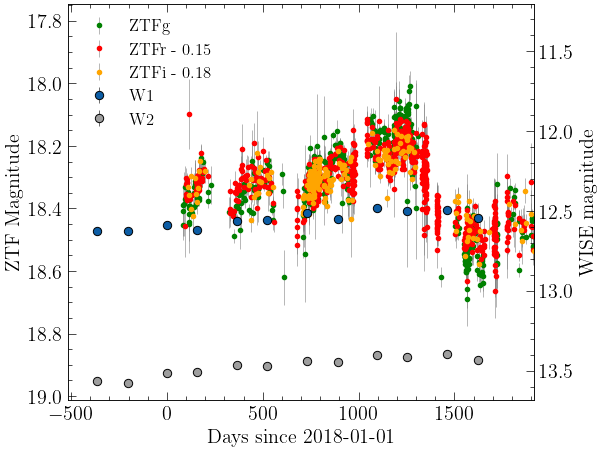 ZTFg
ZTFr - 0.15
ZTFi - 0.18
W1
W2
17.8
18.0
18.2
18.4
18.6
18.8
19.0
ZTF Magnitude
11.5
12.0
12.5
13.0
13.5
WISE magnitude
−500
0
500
1000
1500
Days since 2018-01-01